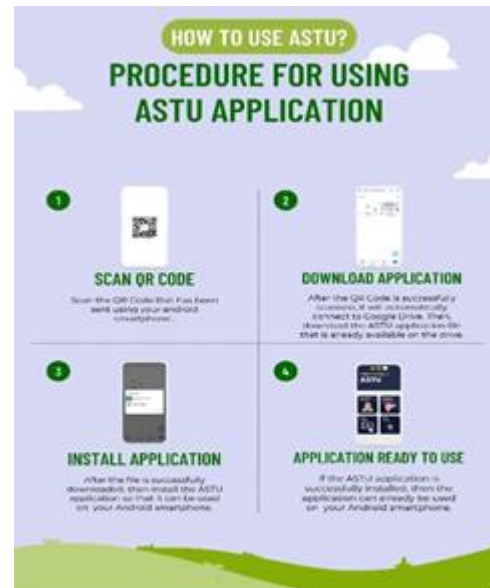 HOW TO USE ASTU?
PROCEDURE FOR USING
ASTU APPLICATION
1
SCAN QR CODE
Scan the QR Code that has been
sent using your android
smartphone.
2
DOWNLOAD APPLICATION
After the QR Code is successfully
scanned, it will automatically
connect to Google Drive. Then,
download the ASTU application file
that is already available on the drive.
3
INSTALL APPLICATION
After the file is successfully
downloaded, then install the ASTU
application so that it can be used
on your Android smartphone.
4
ASTU
APPLICATION READY TO USE
If the ASTU application is
successfully installed, then the
application can already be used
on your Android smartphone.